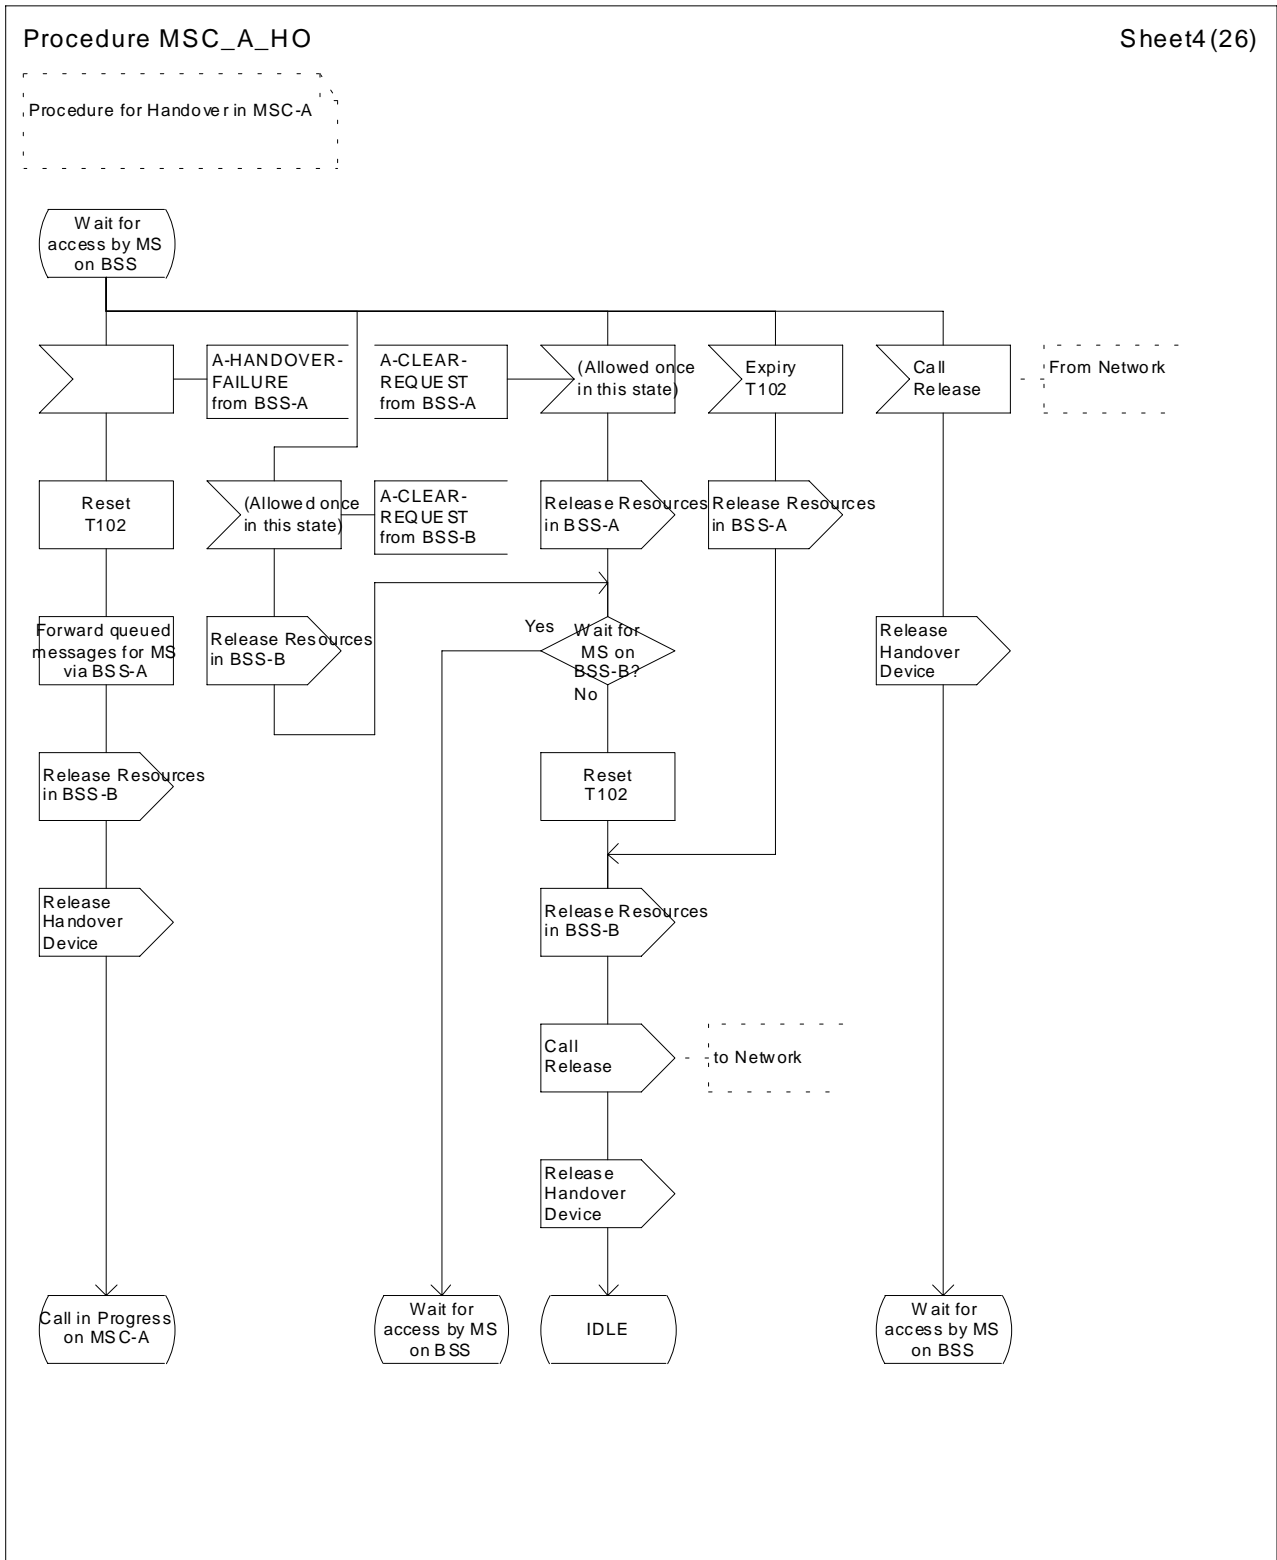 Procedure MSC_A_HO
Sheet4(26)
Procedure for Handover in MSC-A
Wait for
access by MS
on BSS
A-HANDOVER-
FAILURE
from BSS-A
A-CLEAR-
REQUEST
from BSS-A
(Allowed once
in this state)
Expiry
T102
Call
Release
From Network
Reset
T102
(Allowed once
in this state)
A-CLEAR-
REQUEST
from BSS-B
Release Resources
in BSS-A
Release Resources
in BSS-A
Forward queued
messages for MS
via BSS-A
Release Resources
in BSS-B
Yes
Wait for
MS on
BSS-B?
No
Release
Handover
Device
Release Resources
in BSS-B
Reset
T102
Release
Handover
Device
Release Resources
in BSS-B
Call
Release
to Network
Release
Handover
Device
Call in Progress
on MSC-A
Wait for
access by MS
on BSS
IDLE
Wait for
access by MS
on BSS